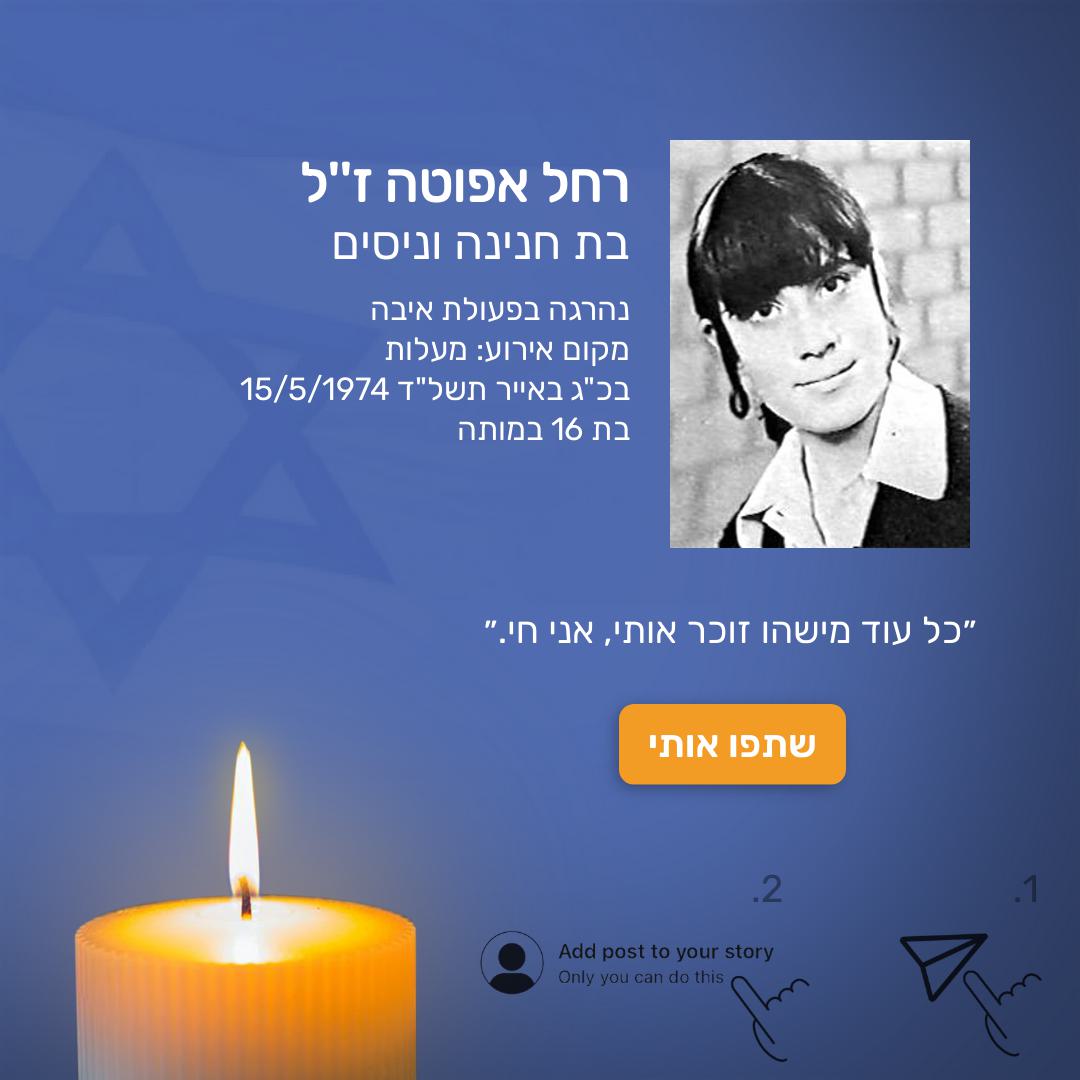 רחל אפוטה ז''ל
בת חנינה וניסים
נהרגה בפעולת איבה
מקום אירוע: מעלות
בכ"ג באייר תשל"ד 15/5/1974
בת 16 במותה
״כל עוד מישהו זוכר אותי, אני חי.״
שתפו אותי
.1
.2
Add post to your story
Only you can do this